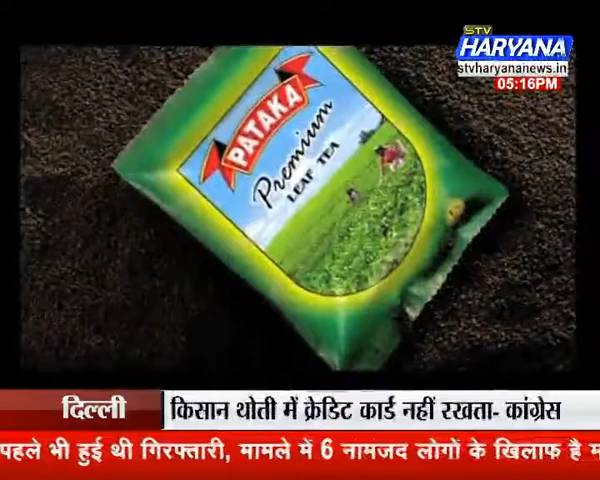 STV
HARYANA
stvharyananews.in
05:16PM
PATAKA
Premium
LEAF TEA
दिल्ली
किसान थोती में क्रेडिट कार्ड नहीं रखता- कांग्रेस
पहले भी हुई थी गिरफ्तारी, मामले में 6 नामजद लोगों के खिलाफ है